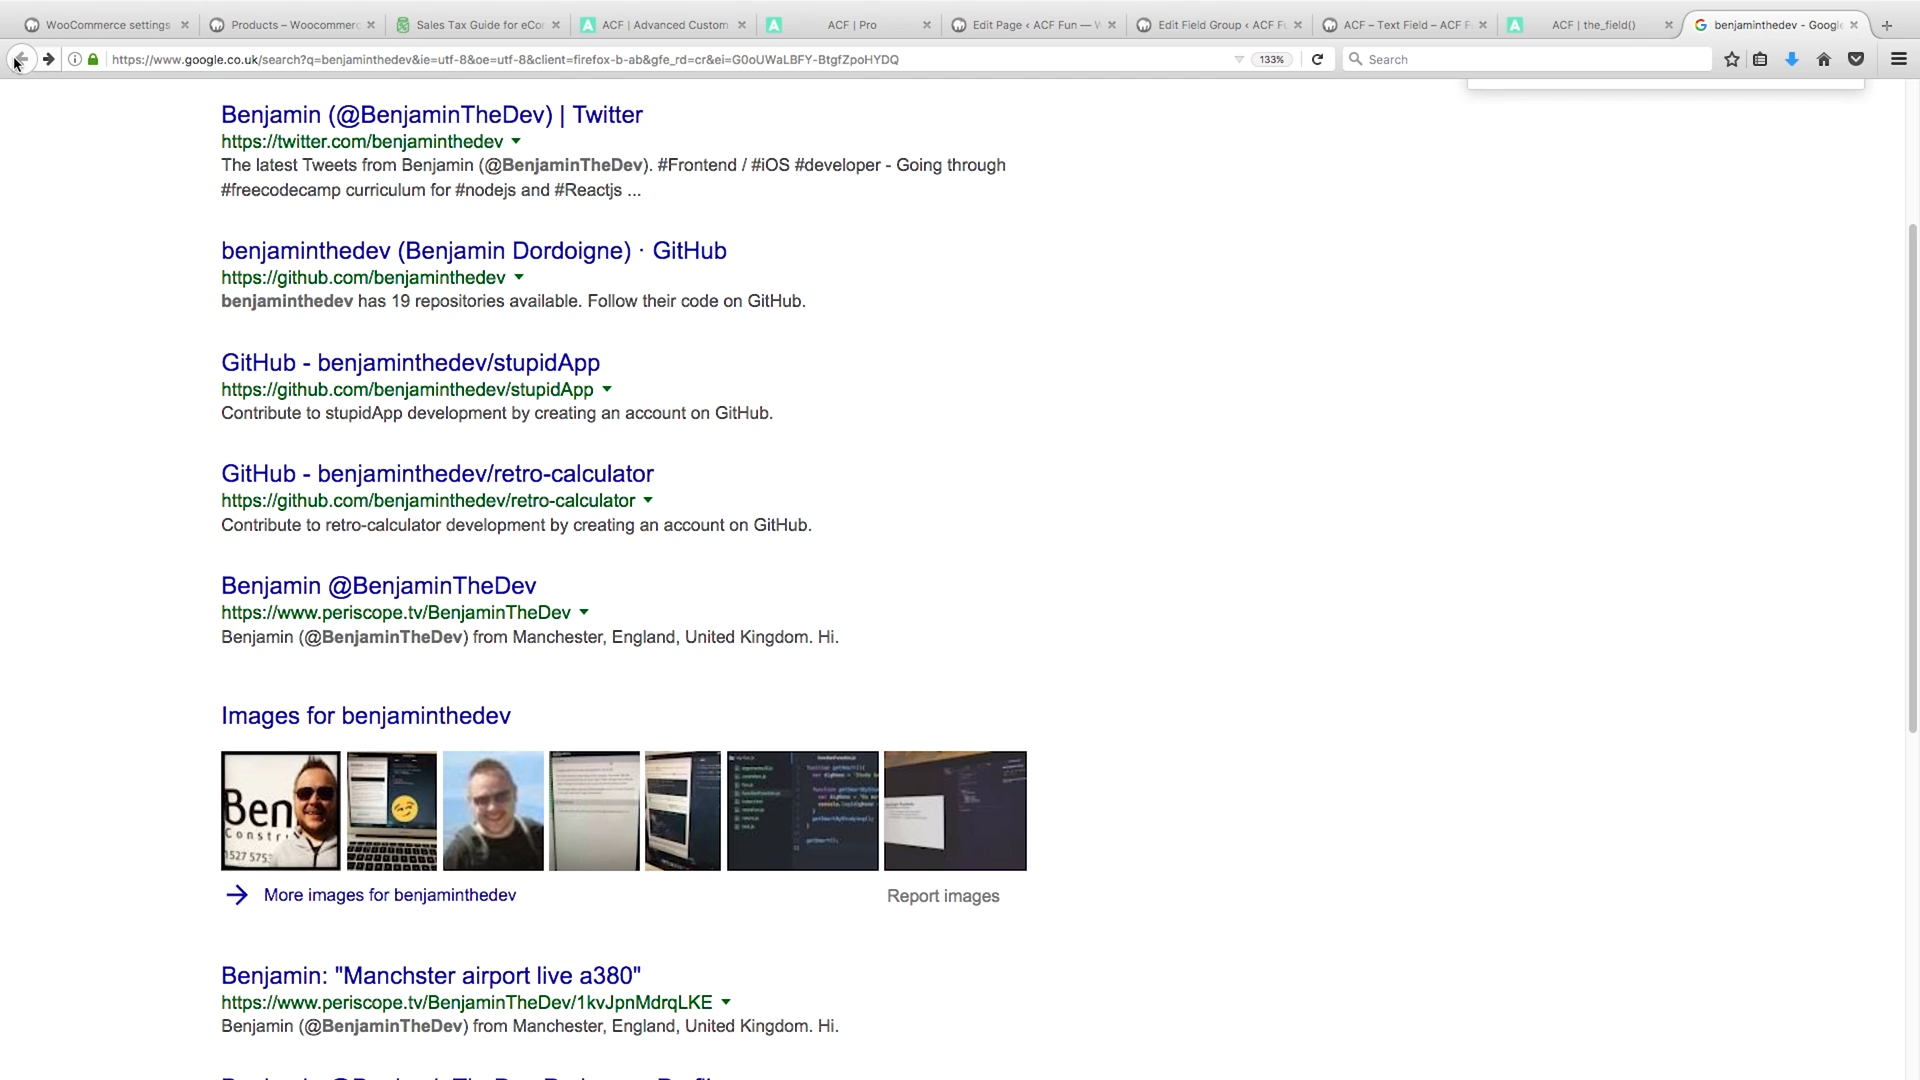 WooCommerce settings
Products – Woocommerc
Sales Tax Guide for eCor
ACF | Advanced Custom
ACF | Pro
Edit Page ‹ ACF Fun — W
Edit Field Group ‹ ACF Fu
ACF – Text Field – ACF F
ACF | the_field()
benjaminthedev - Google
https://www.google.co.uk/search?q=benjaminthedev&ie=utf-8&oe=utf-8&client=firefox-b-ab&gfe_rd=cr&ei=G0oUWaLBFY-BtgfZpoHYDQ
133%
Search
Benjamin (@BenjaminTheDev) | Twitter
https://twitter.com/benjaminthedev
The latest Tweets from Benjamin (@BenjaminTheDev). #Frontend / #iOS #developer - Going through
#freecodecamp curriculum for #nodejs and #Reactjs ...
benjaminthedev (Benjamin Dordoigne) · GitHub
https://github.com/benjaminthedev
benjaminthedev has 19 repositories available. Follow their code on GitHub.
GitHub - benjaminthedev/stupidApp
https://github.com/benjaminthedev/stupidApp
Contribute to stupidApp development by creating an account on GitHub.
GitHub - benjaminthedev/retro-calculator
https://github.com/benjaminthedev/retro-calculator
Contribute to retro-calculator development by creating an account on GitHub.
Benjamin @BenjaminTheDev
https://www.periscope.tv/BenjaminTheDev
Benjamin (@BenjaminTheDev) from Manchester, England, United Kingdom. Hi.
Images for benjaminthedev
Ben
Constr
1527 575
More images for benjaminthedev
Report images
Benjamin: "Manchster airport live a380"
https://www.periscope.tv/BenjaminTheDev/1kvJpnMdrqLKE
Benjamin (@BenjaminTheDev) from Manchester, England, United Kingdom. Hi.